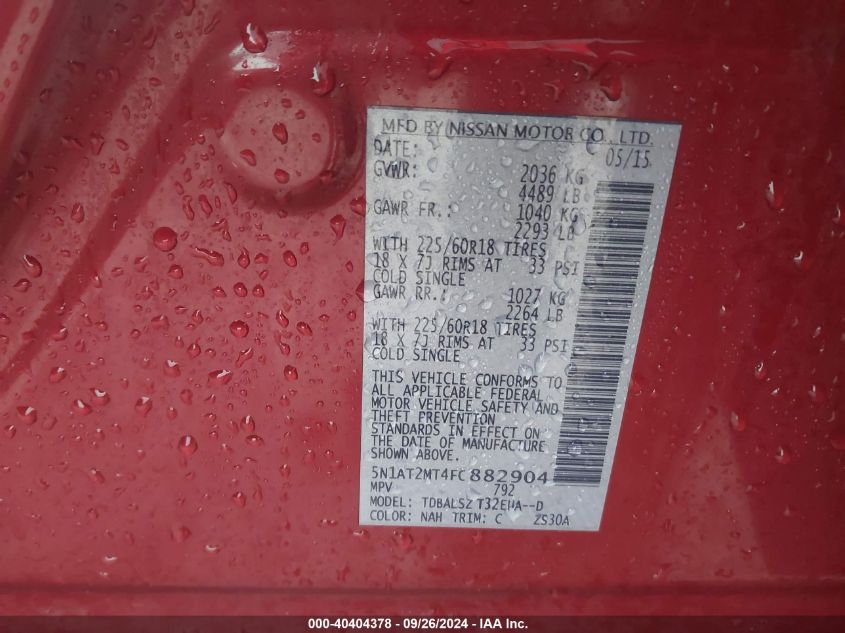 MFD BY NISSAN MOTOR CO., LTD.
DATE: 05/15
GVWR: 2036 KG
4489 LB
GAWR FR.: 1040 KG
2293 LB
WITH 225/60R18 TIRES
18 X 7J RIMS AT 33 PSI
COLD SINGLE
GAWR RR.: 1027 KG
2264 LB
WITH 225/60R18 TIRES
18 X 7J RIMS AT 33 PSI
COLD SINGLE
THIS VEHICLE CONFORMS TO
ALL APPLICABLE FEDERAL
MOTOR VEHICLE SAFETY AND
THEFT PREVENTION
STANDARDS IN EFFECT ON
THE DATE OF MANUFACTURE
SHOWN ABOVE.
5N1AT2MT4FC882904
MPV 792
MODEL: TDBALSZ T32EUA--D
COLOR: NAH TRIM: C ZS30A
000-40404378 - 09/26/2024 - IAAI.com